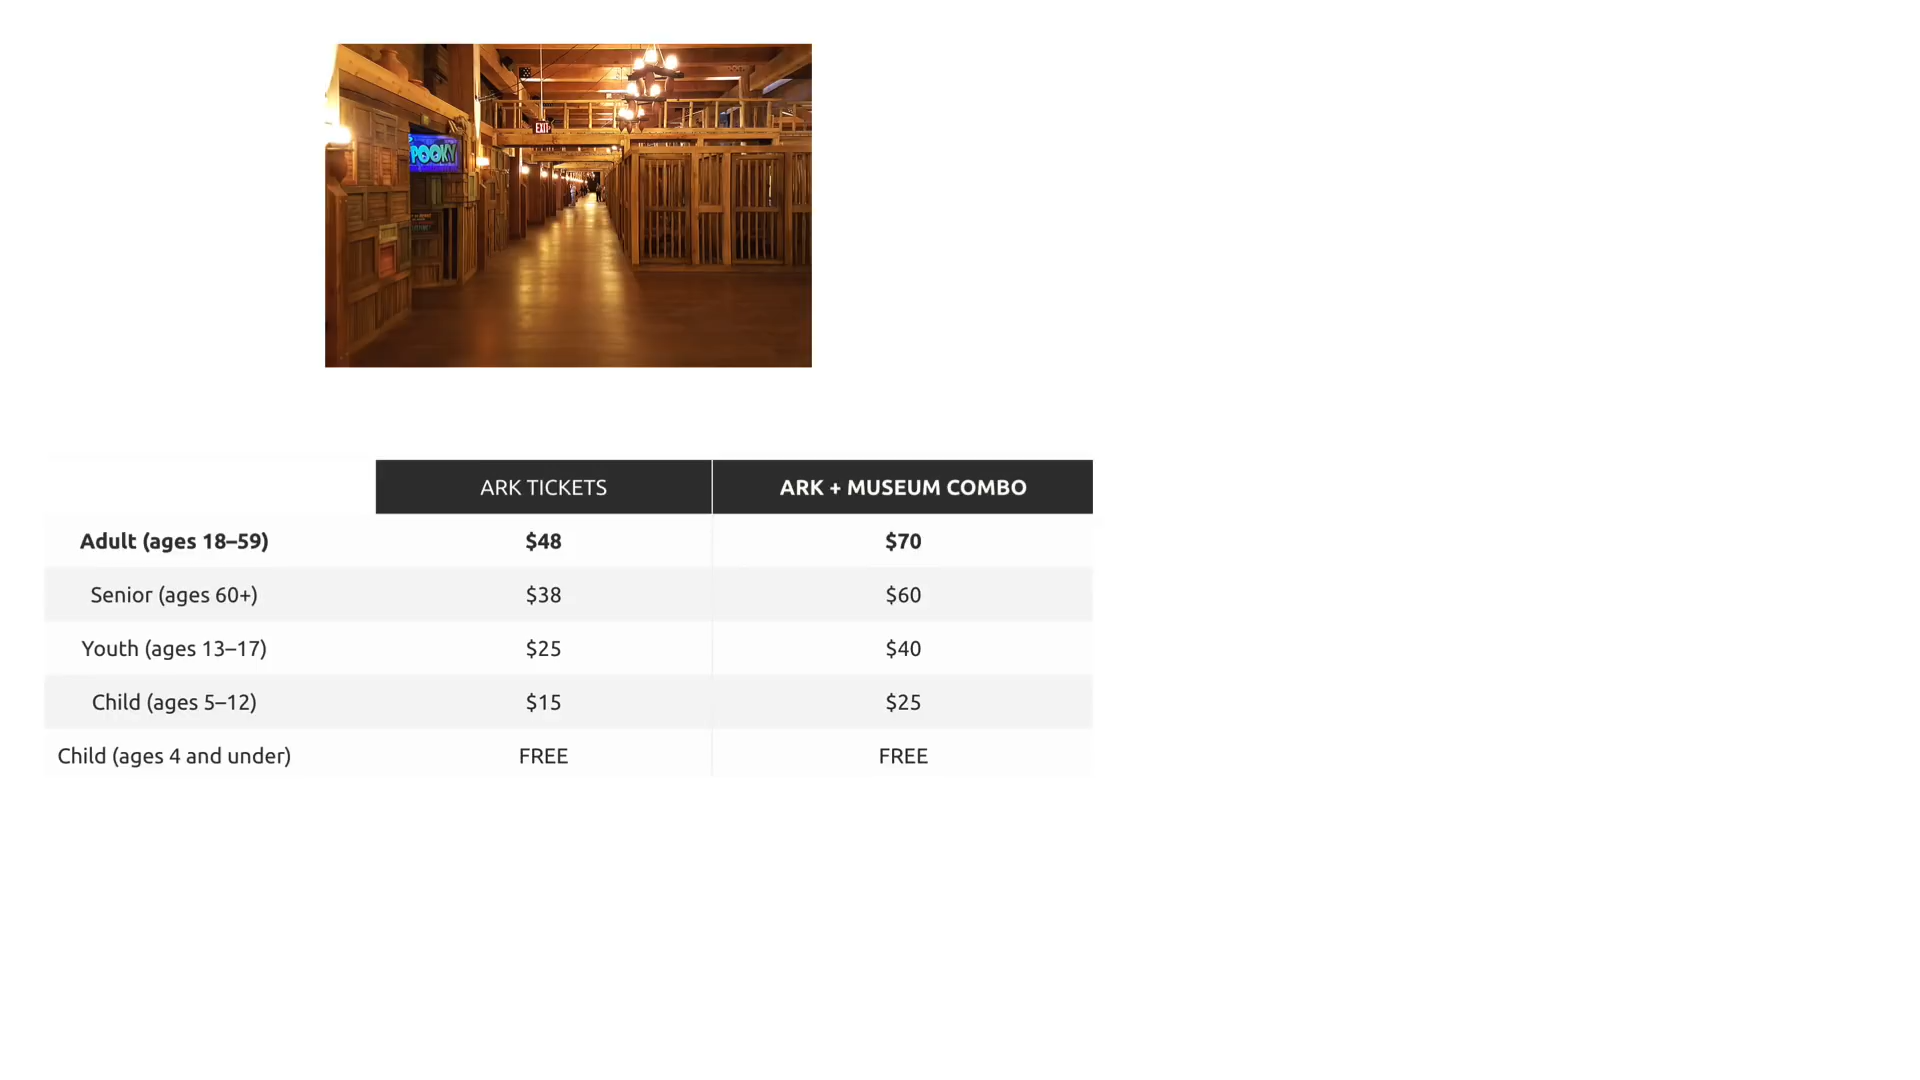 EXIT
POOKY
ARK TICKETS ARK + MUSEUM COMBO
Adult (ages 18–59) $48 $70
Senior (ages 60+) $38 $60
Youth (ages 13–17) $25 $40
Child (ages 5–12) $15 $25
Child (ages 4 and under) FREE FREE